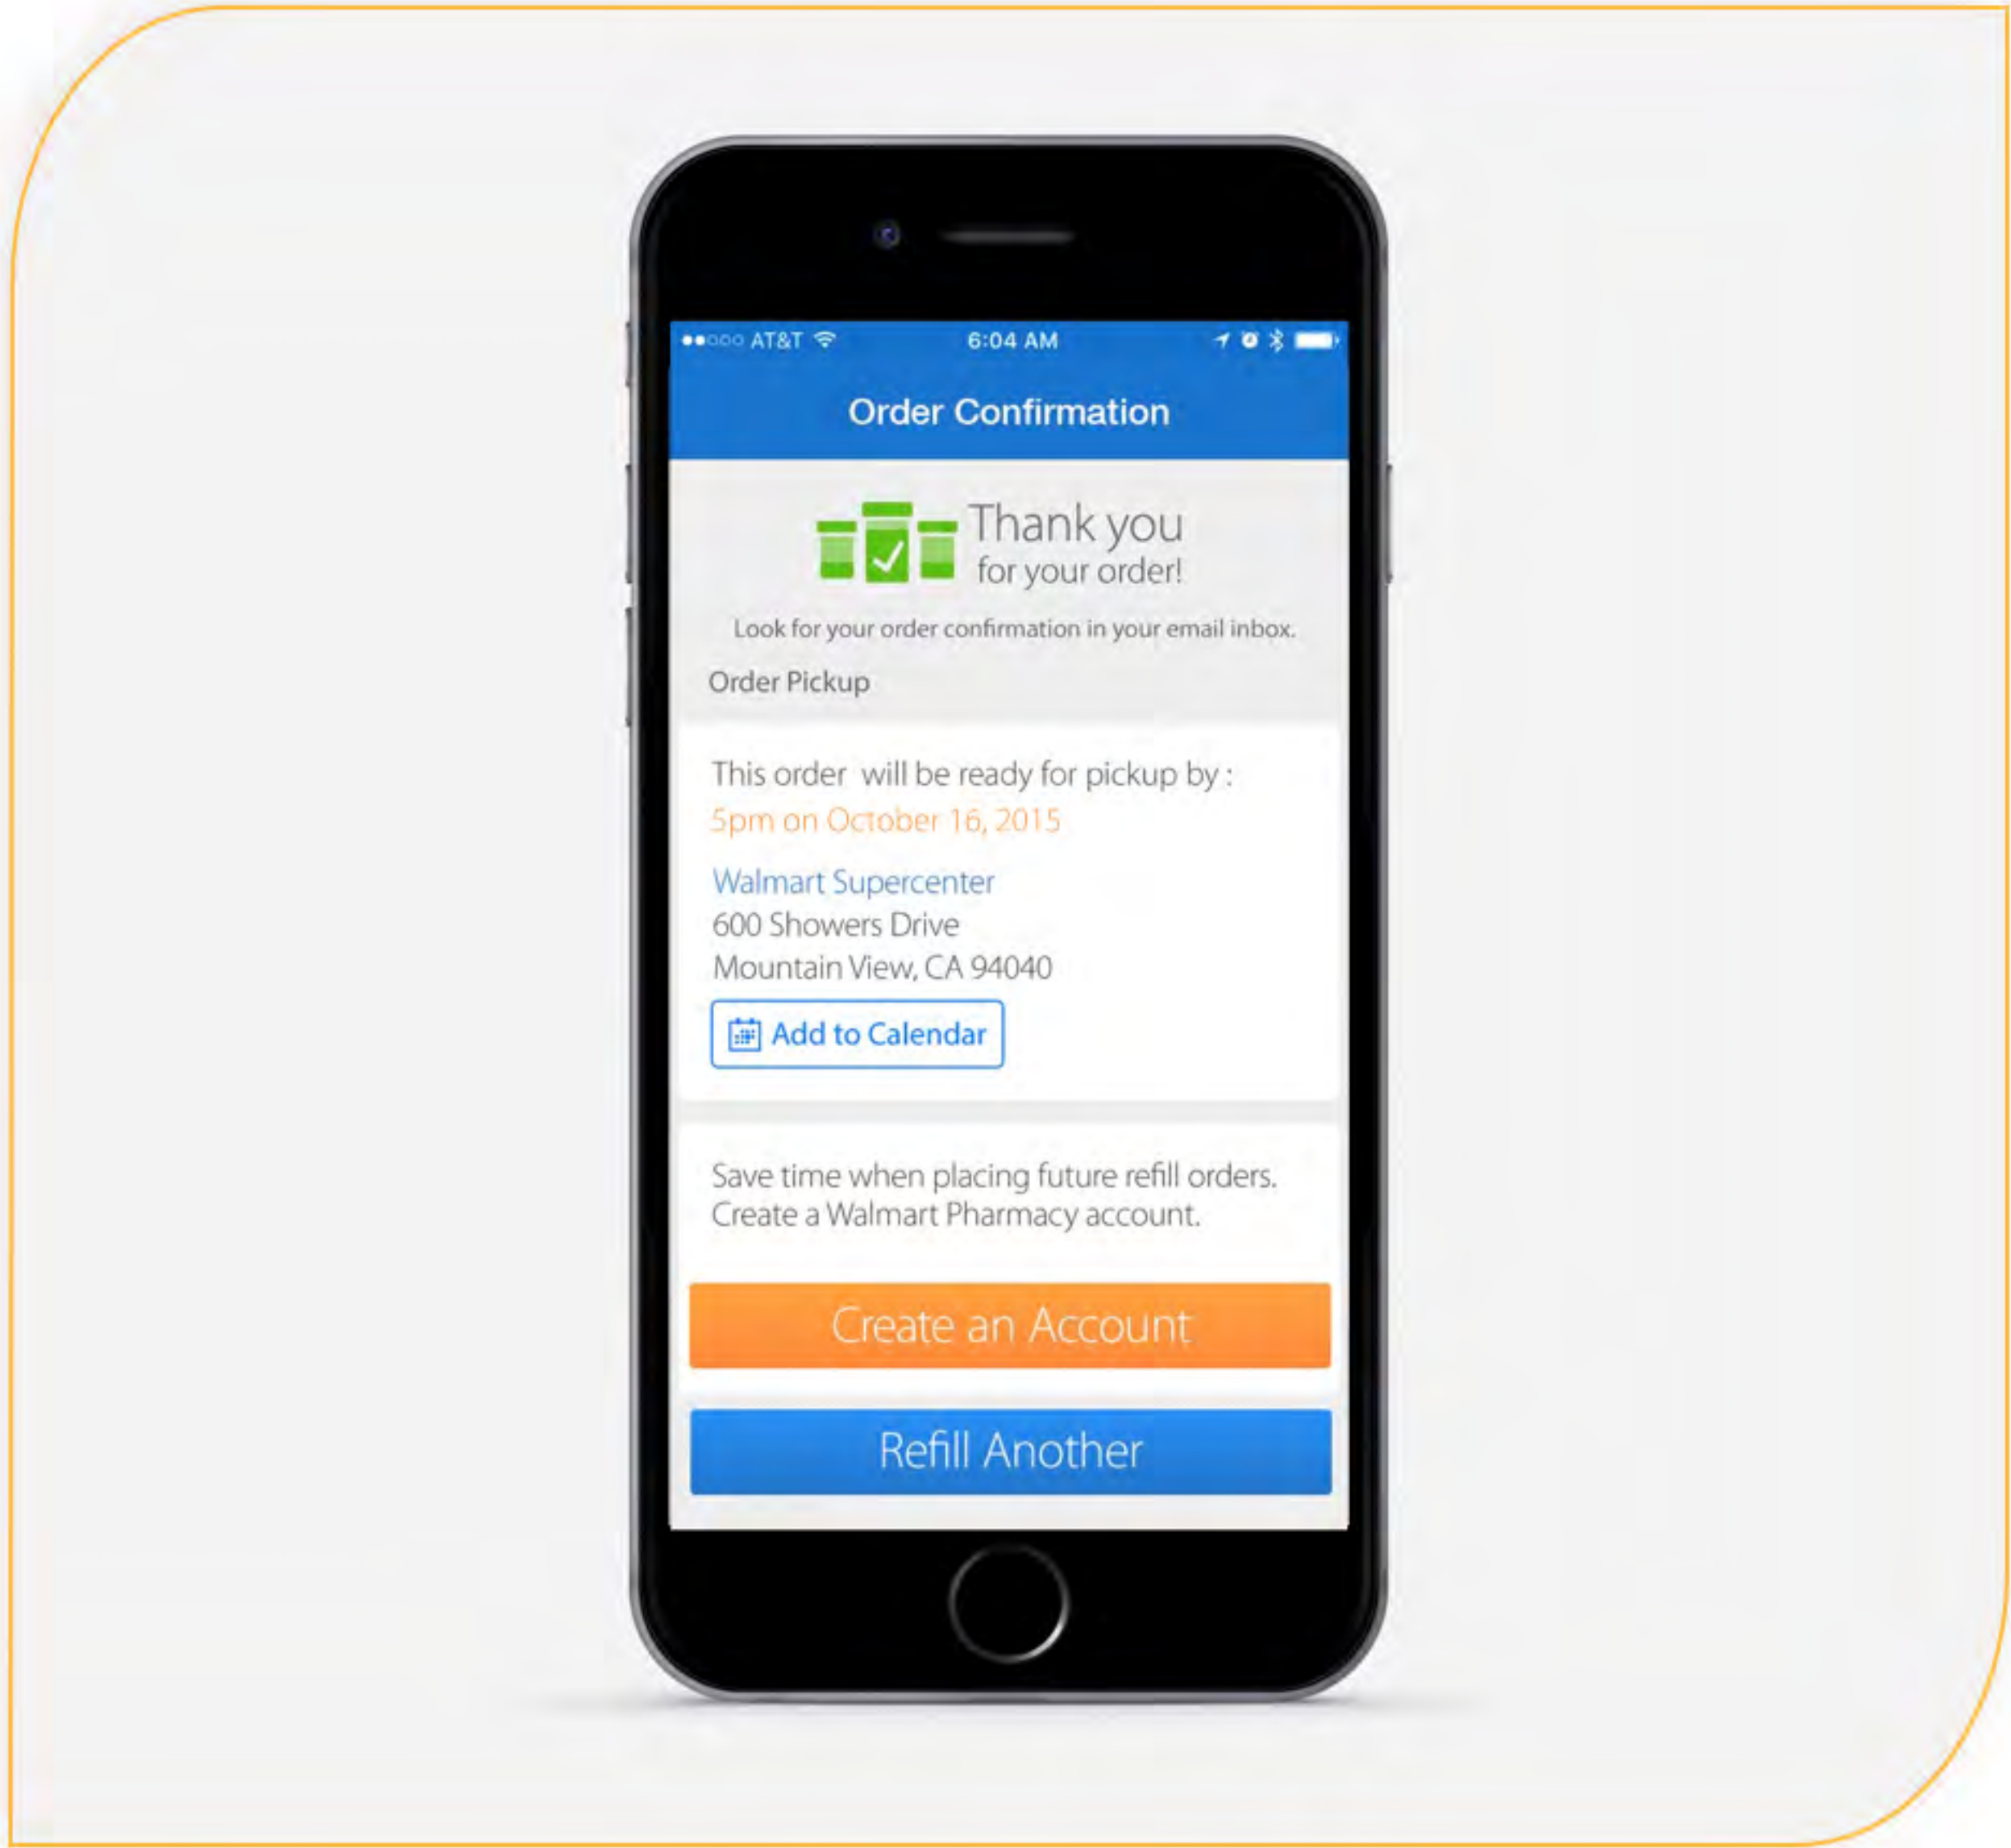 AT&T 6:04 AM
Order Confirmation
Thank you
for your order!
Look for your order confirmation in your email inbox.
Order Pickup
This order will be ready for pickup by :
5pm on October 16, 2015
Walmart Supercenter
600 Showers Drive
Mountain View, CA 94040
Add to Calendar
Save time when placing future refill orders.
Create a Walmart Pharmacy account.
Create an Account
Refill Another